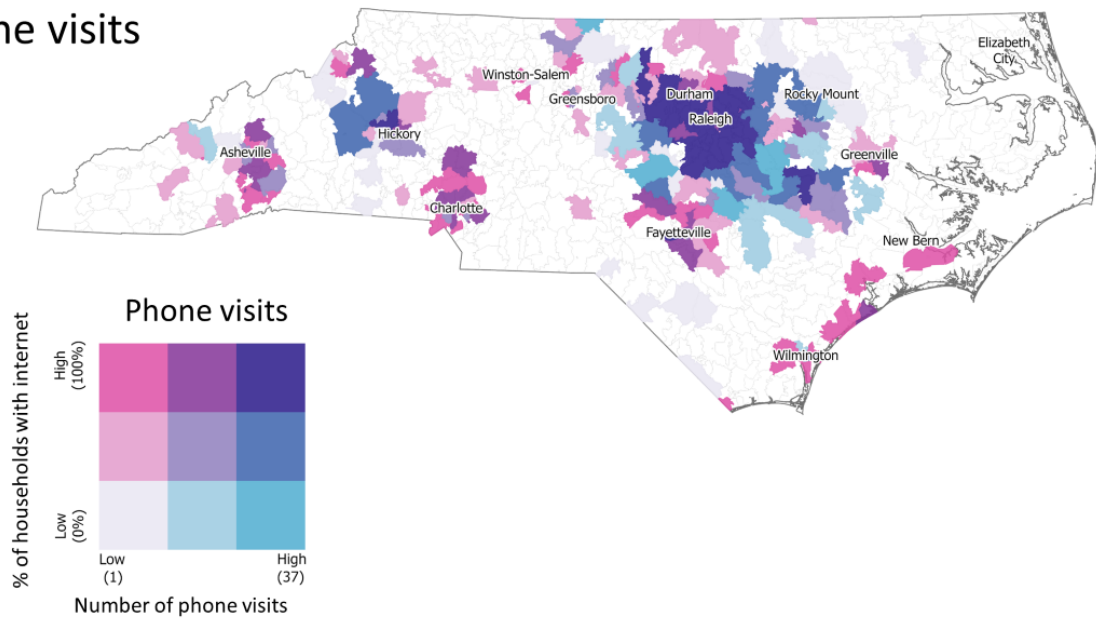 ne visits
Elizabeth
City
Winston-Salem
Durham
Rocky Mount
Greensboro
Raleigh
Hickory
Asheville
Greenville
Charlotte
Fayetteville
New Bern
Wilmington
Phone visits
% of households with internet
High
(100%)
Low
(0%)
Low
(1)
High
(37)
Number of phone visits